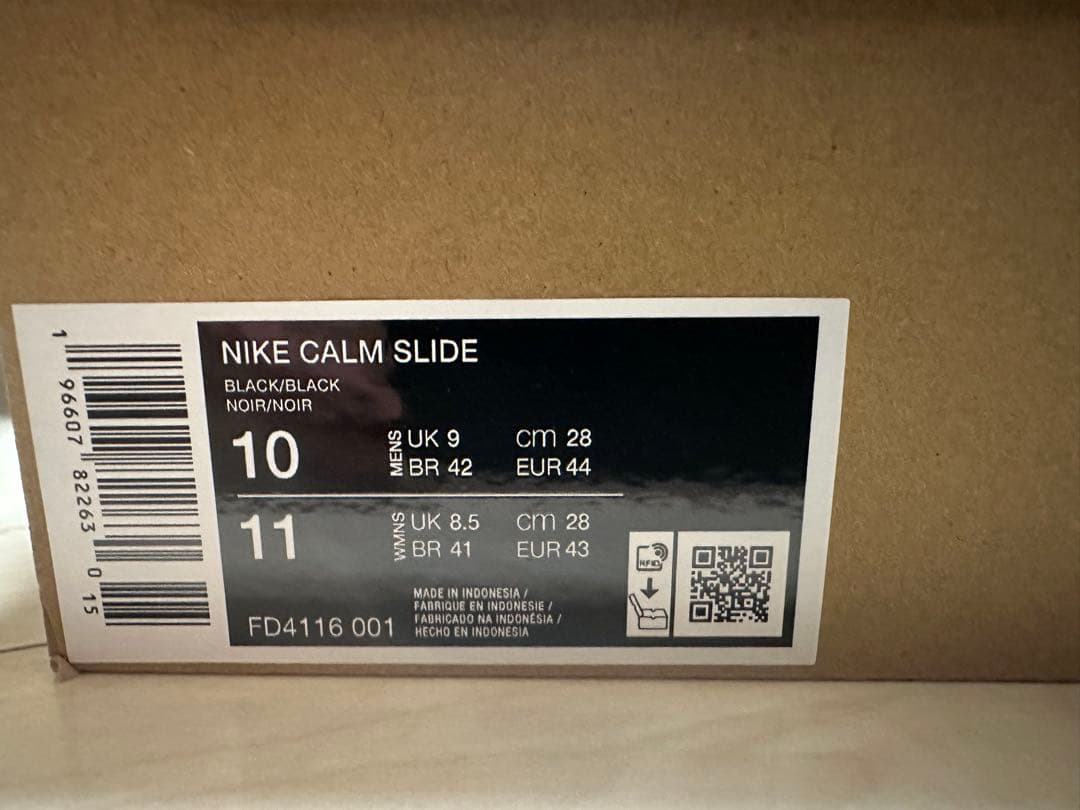 NIKE CALM SLIDE
BLACK/BLACK
NOIR/NOIR
10 MENS UK 9 cm 28
BR 42 EUR 44
11 WMNS UK 8.5 cm 28
BR 41 EUR 43
FD4116 001
MADE IN INDONESIA /
FABRIQUE EN INDONESIE /
FABRICADO NA INDONÉSIA /
HECHO EN INDONESIA
RFID
1 96607 82263 0 15